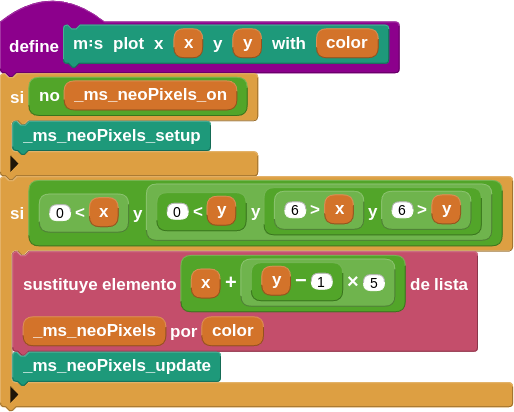 define m:s plot x x y y with color
si no _ms_neoPixels_on
_ms_neoPixels_setup
si 0 < x y 0 < y y 6 > x y 6 > y
sustituye elemento x + y − 1 × 5 de lista
_ms_neoPixels por color
_ms_neoPixels_update